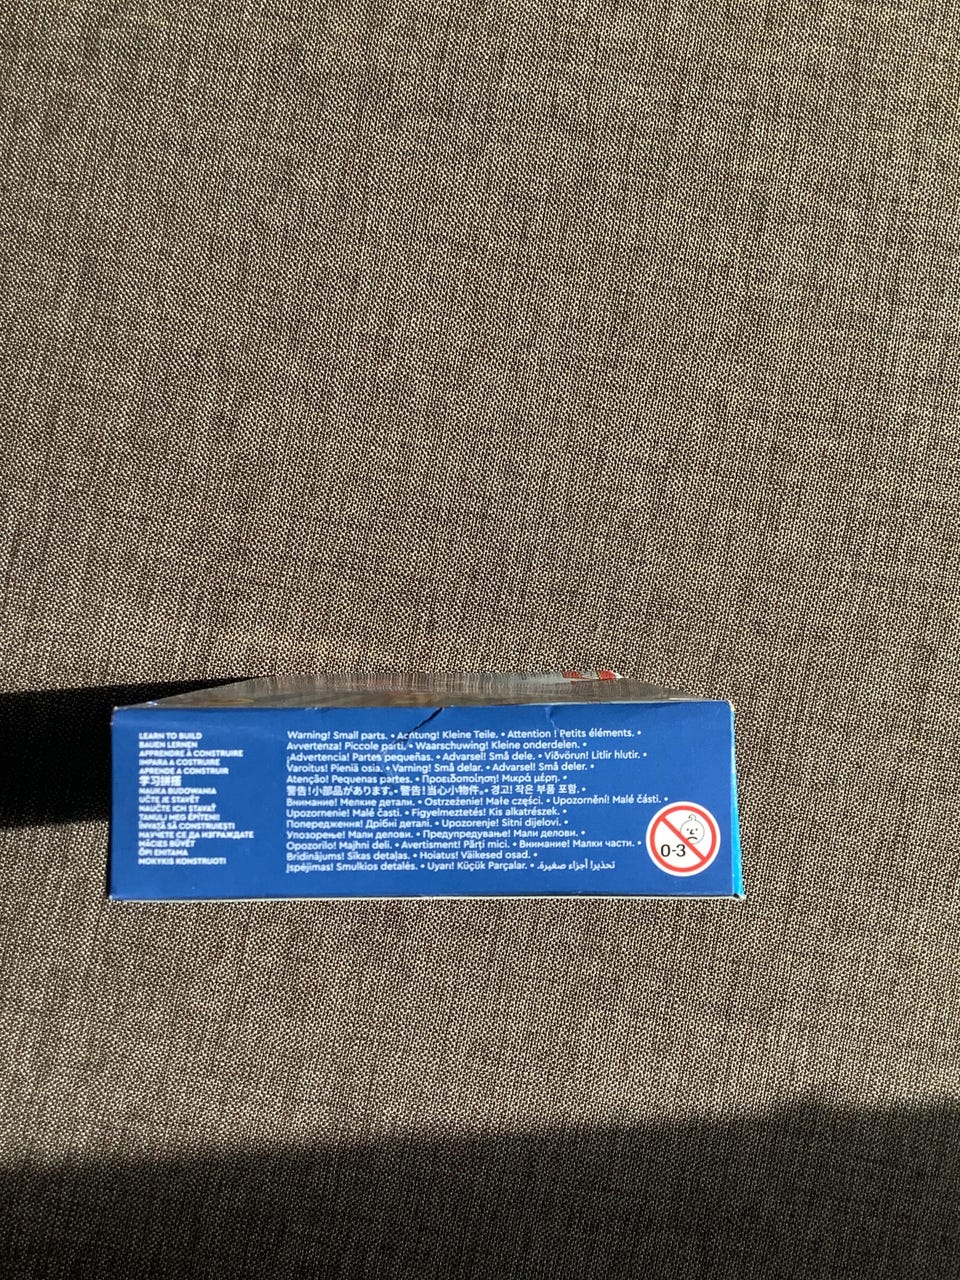 LEARN TO BUILD
BAUEN LERNEN
APPRENDRE À CONSTRUIRE
IMPARA A COSTRUIRE
APRENDE A CONSTRUIR
学习拼搭
NAUKA BUDOWANIA
UČTE JE STAVĚT
NAUČTE ICH STAVAŤ
TANULJ MEG ÉPÍTENI!
ÎNVAȚĂ SĂ CONSTRUIEȘTI
НАУЧЕТЕ СЕ ДА ИЗГРАЖДАТЕ
MĀCIES BŪVĒT
ÕPI EHITAMA
MOKYKIS KONSTRUOTI
Warning! Small parts. • Achtung! Kleine Teile. • Attention ! Petits éléments. •
Avvertenza! Piccole parti. • Waarschuwing! Kleine onderdelen. •
¡Advertencia! Partes pequeñas. • Advarsel! Små dele. • Viðvörun! Litlir hlutir. •
Varoitus! Pieniä osia. • Varning! Små delar. • Advarsel! Små deler. •
Atenção! Pequenas partes. • Προειδοποίηση! Μικρά μέρη. •
警告!小部品があります。• 警告!当心小物件。• 경고! 작은 부품 포함. •
Внимание! Мелкие детали. • Ostrzeżenie! Małe części. • Upozornění! Malé části. •
Upozornenie! Malé časti. • Figyelmeztetés! Kis alkatrészek. •
Попередження! Дрібні деталі. • Upozorenje! Sitni dijelovi. •
Упозорење! Мали делови. • Предупредување! Мали делови. •
Opozorilo! Majhni deli. • Avertisment! Părți mici. • Внимание! Малки части. •
Brīdinājums! Sīkas detaļas. • Hoiatus! Väikesed osad. •
Įspėjimas! Smulkios detalės. • Uyarı! Küçük Parçalar. • تحذير! أجزاء صغيرة.
0-3